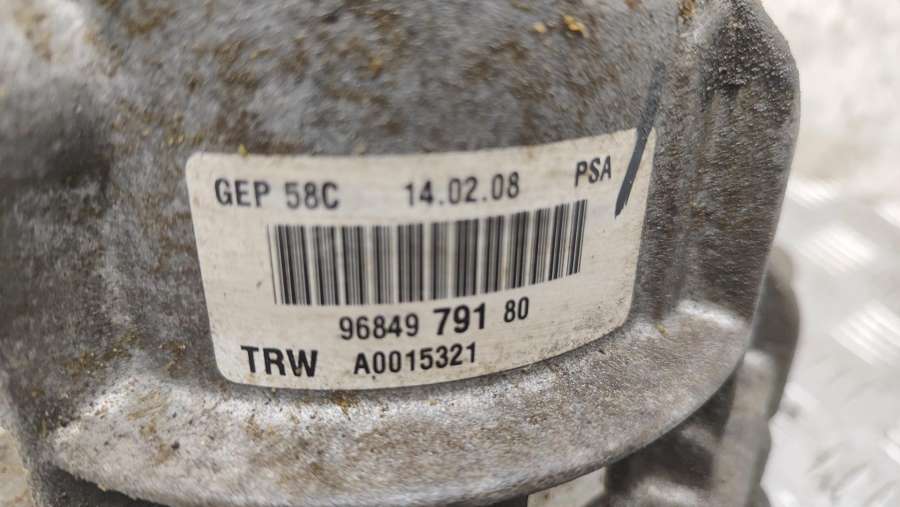 GEP 58C 14.02.08 PSA
96849 791 80
TRW A0015321